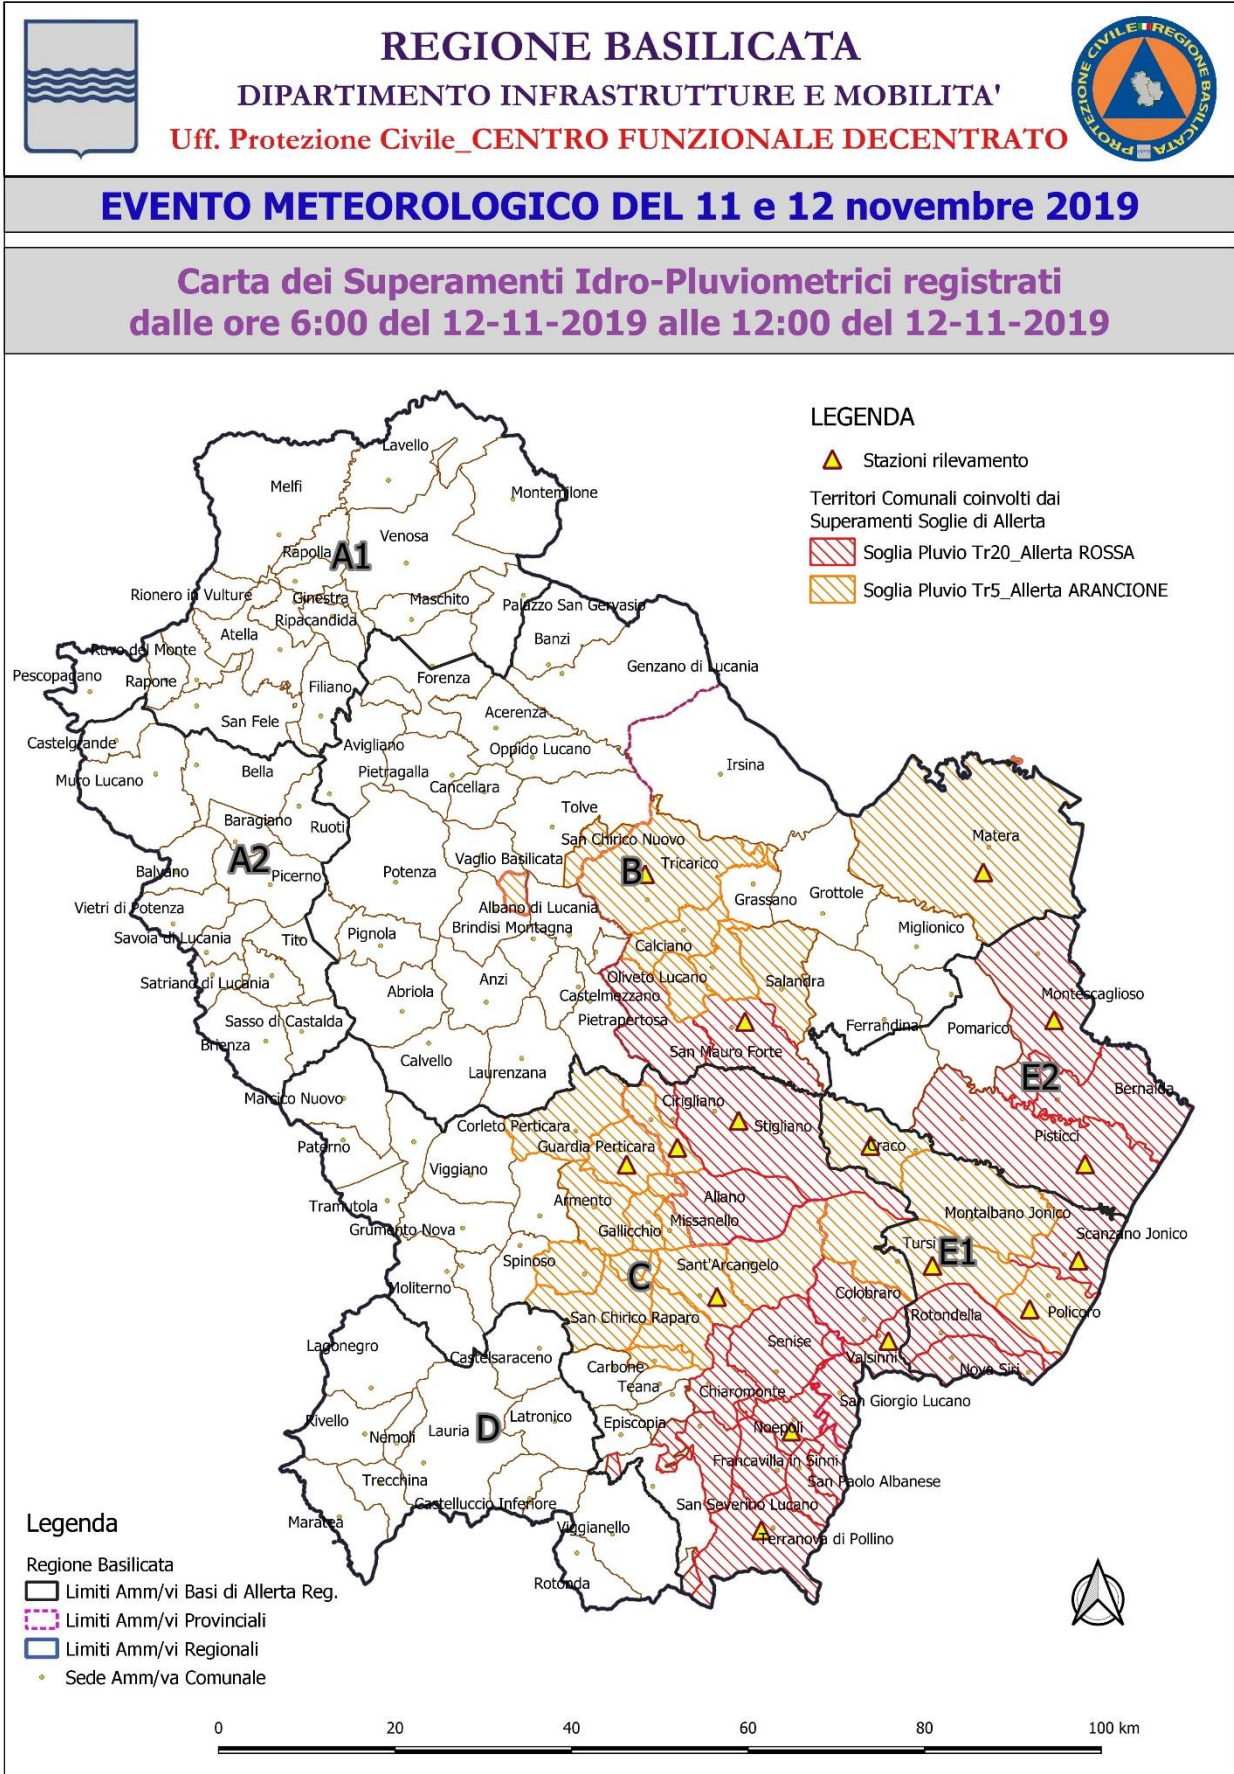 REGIONE BASILICATA
DIPARTIMENTO INFRASTRUTTURE E MOBILITA'
Uff. Protezione Civile_CENTRO FUNZIONALE DECENTRATO
PROTEZIONE CIVILE REGIONE BASILICATA
EVENTO METEOROLOGICO DEL 11 e 12 novembre 2019
Carta dei Superamenti Idro-Pluviometrici registrati
dalle ore 6:00 del 12-11-2019 alle 12:00 del 12-11-2019
LEGENDA
Stazioni rilevamento
Territori Comunali coinvolti dai
Superamenti Soglie di Allerta
Soglia Pluvio Tr20_Allerta ROSSA
Soglia Pluvio Tr5_Allerta ARANCIONE
Lavello
Melfi
Montemilone
Venosa
Rapolla
A1
Rionero in Vulture
Ginestra
Maschito
Palazzo San Gervasio
Ripacandida
Atella
Banzi
Ruvo del Monte
Genzano di Lucania
Pescopagano
Rapone
Forenza
Filiano
San Fele
Acerenza
Castelgrande
Avigliano
Oppido Lucano
Irsina
Muro Lucano
Bella
Pietragalla
Cancellara
Tolve
Baragiano
Ruoti
San Chirico Nuovo
Matera
A2
Vaglio Basilicata
B
Tricarico
Balvano
Picerno
Potenza
Grassano
Grottole
Vietri di Potenza
Albano di Lucania
Savoia di Lucania
Tito
Pignola
Brindisi Montagna
Miglionico
Calciano
Satriano di Lucania
Abriola
Anzi
Oliveto Lucano
Salandra
Castelmezzano
Montescaglioso
Sasso di Castalda
Pietrapertosa
Ferrandina
Pomarico
Brienza
Calvello
San Mauro Forte
Laurenzana
E2
Bernalda
Marsico Nuovo
Cirigliano
Corleto Perticara
Stigliano
Pisticci
Paterno
Guardia Perticara
Craco
Viggiano
Tramutola
Armento
Aliano
Grumento Nova
Gallicchio
Missanello
Montalbano Jonico
Scanzano Jonico
Tursi
E1
Spinoso
C
Sant'Arcangelo
Moliterno
Colobraro
Rotondella
Policoro
San Chirico Raparo
Lagonegro
Senise
Castelsaraceno
Carbone
Valsinni
Nova Siri
Teana
Chiaromonte
San Giorgio Lucano
Rivello
Latronico
Episcopia
Nemoli
Lauria
D
Noepoli
Francavilla in Sinni
Trecchina
San Paolo Albanese
Castelluccio Inferiore
San Severino Lucano
Maratea
Viggianello
Terranova di Pollino
Rotonda
Legenda
Regione Basilicata
Limiti Amm/vi Basi di Allerta Reg.
Limiti Amm/vi Provinciali
Limiti Amm/vi Regionali
Sede Amm/va Comunale
0 20 40 60 80 100 km